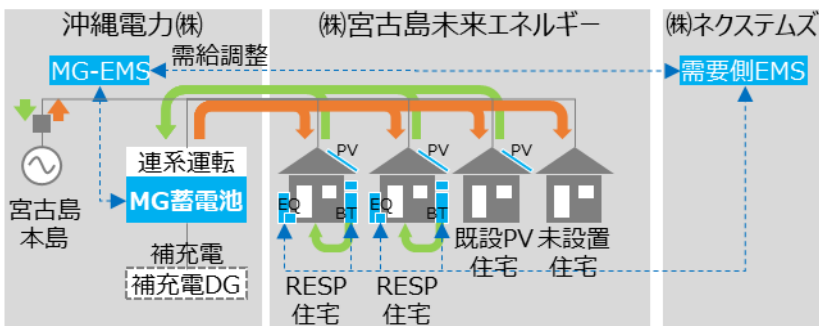 沖縄電力㈱
㈱宮古島未来エネルギー
㈱ネクステムズ
MG-EMS
需給調整
需要側EMS
連系運転
MG蓄電池
宮古島
本島
補充電
補充電DG
PV
PV
PV
EQ
BT
EQ
BT
RESP
住宅
RESP
住宅
既設PV
住宅
未設置
住宅